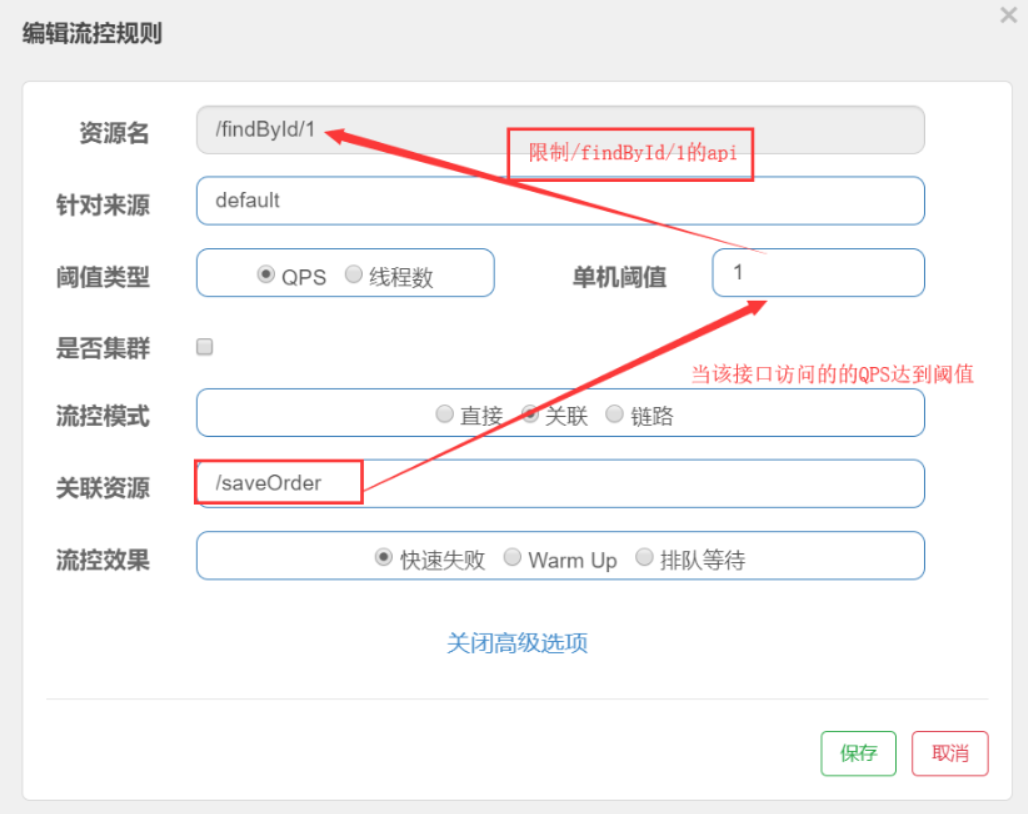 编辑流控规则
×
资源名 /findById/1
限制/findById/1的api
针对来源 default
阈值类型 QPS 线程数 单机阈值 1
是否集群
当该接口访问的的QPS达到阈值
流控模式 直接 关联 链路
关联资源 /saveOrder
流控效果 快速失败 Warm Up 排队等待
关闭高级选项
保存 取消